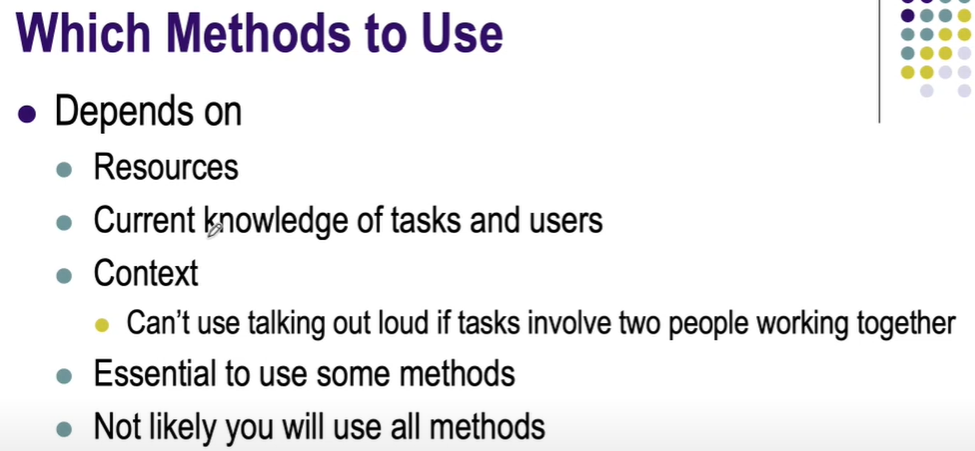 Which Methods to Use
Depends on
Resources
Current knowledge of tasks and users
Context
Can't use talking out loud if tasks involve two people working together
Essential to use some methods
Not likely you will use all methods